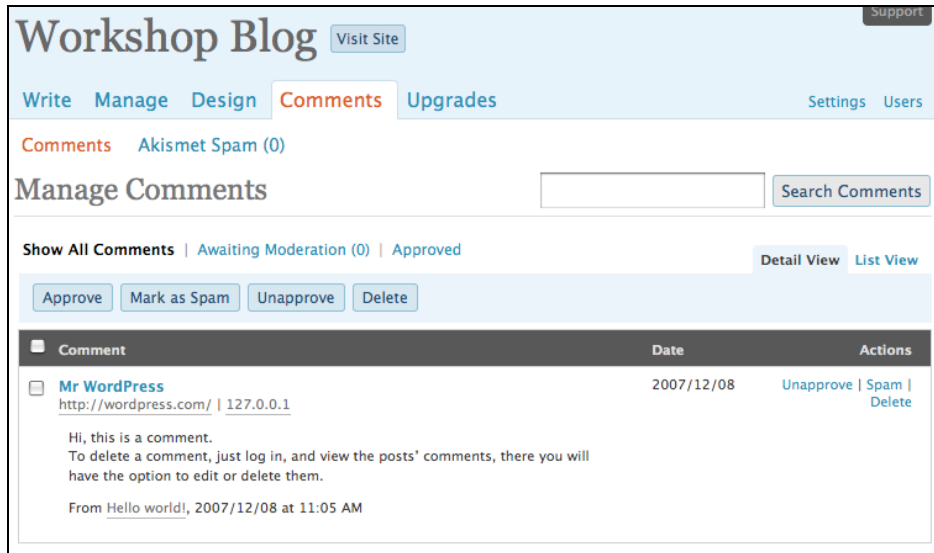 Support
Workshop Blog Visit Site
Write Manage Design Comments Upgrades Settings Users
Comments Akismet Spam (0)
Manage Comments Search Comments
Show All Comments | Awaiting Moderation (0) | Approved
Detail View List View
Approve Mark as Spam Unapprove Delete
Comment Date Actions
Mr WordPress 2007/12/08 Unapprove | Spam |
http://wordpress.com/ | 127.0.0.1 Delete
Hi, this is a comment.
To delete a comment, just log in, and view the posts’ comments, there you will
have the option to edit or delete them.
From Hello world!, 2007/12/08 at 11:05 AM